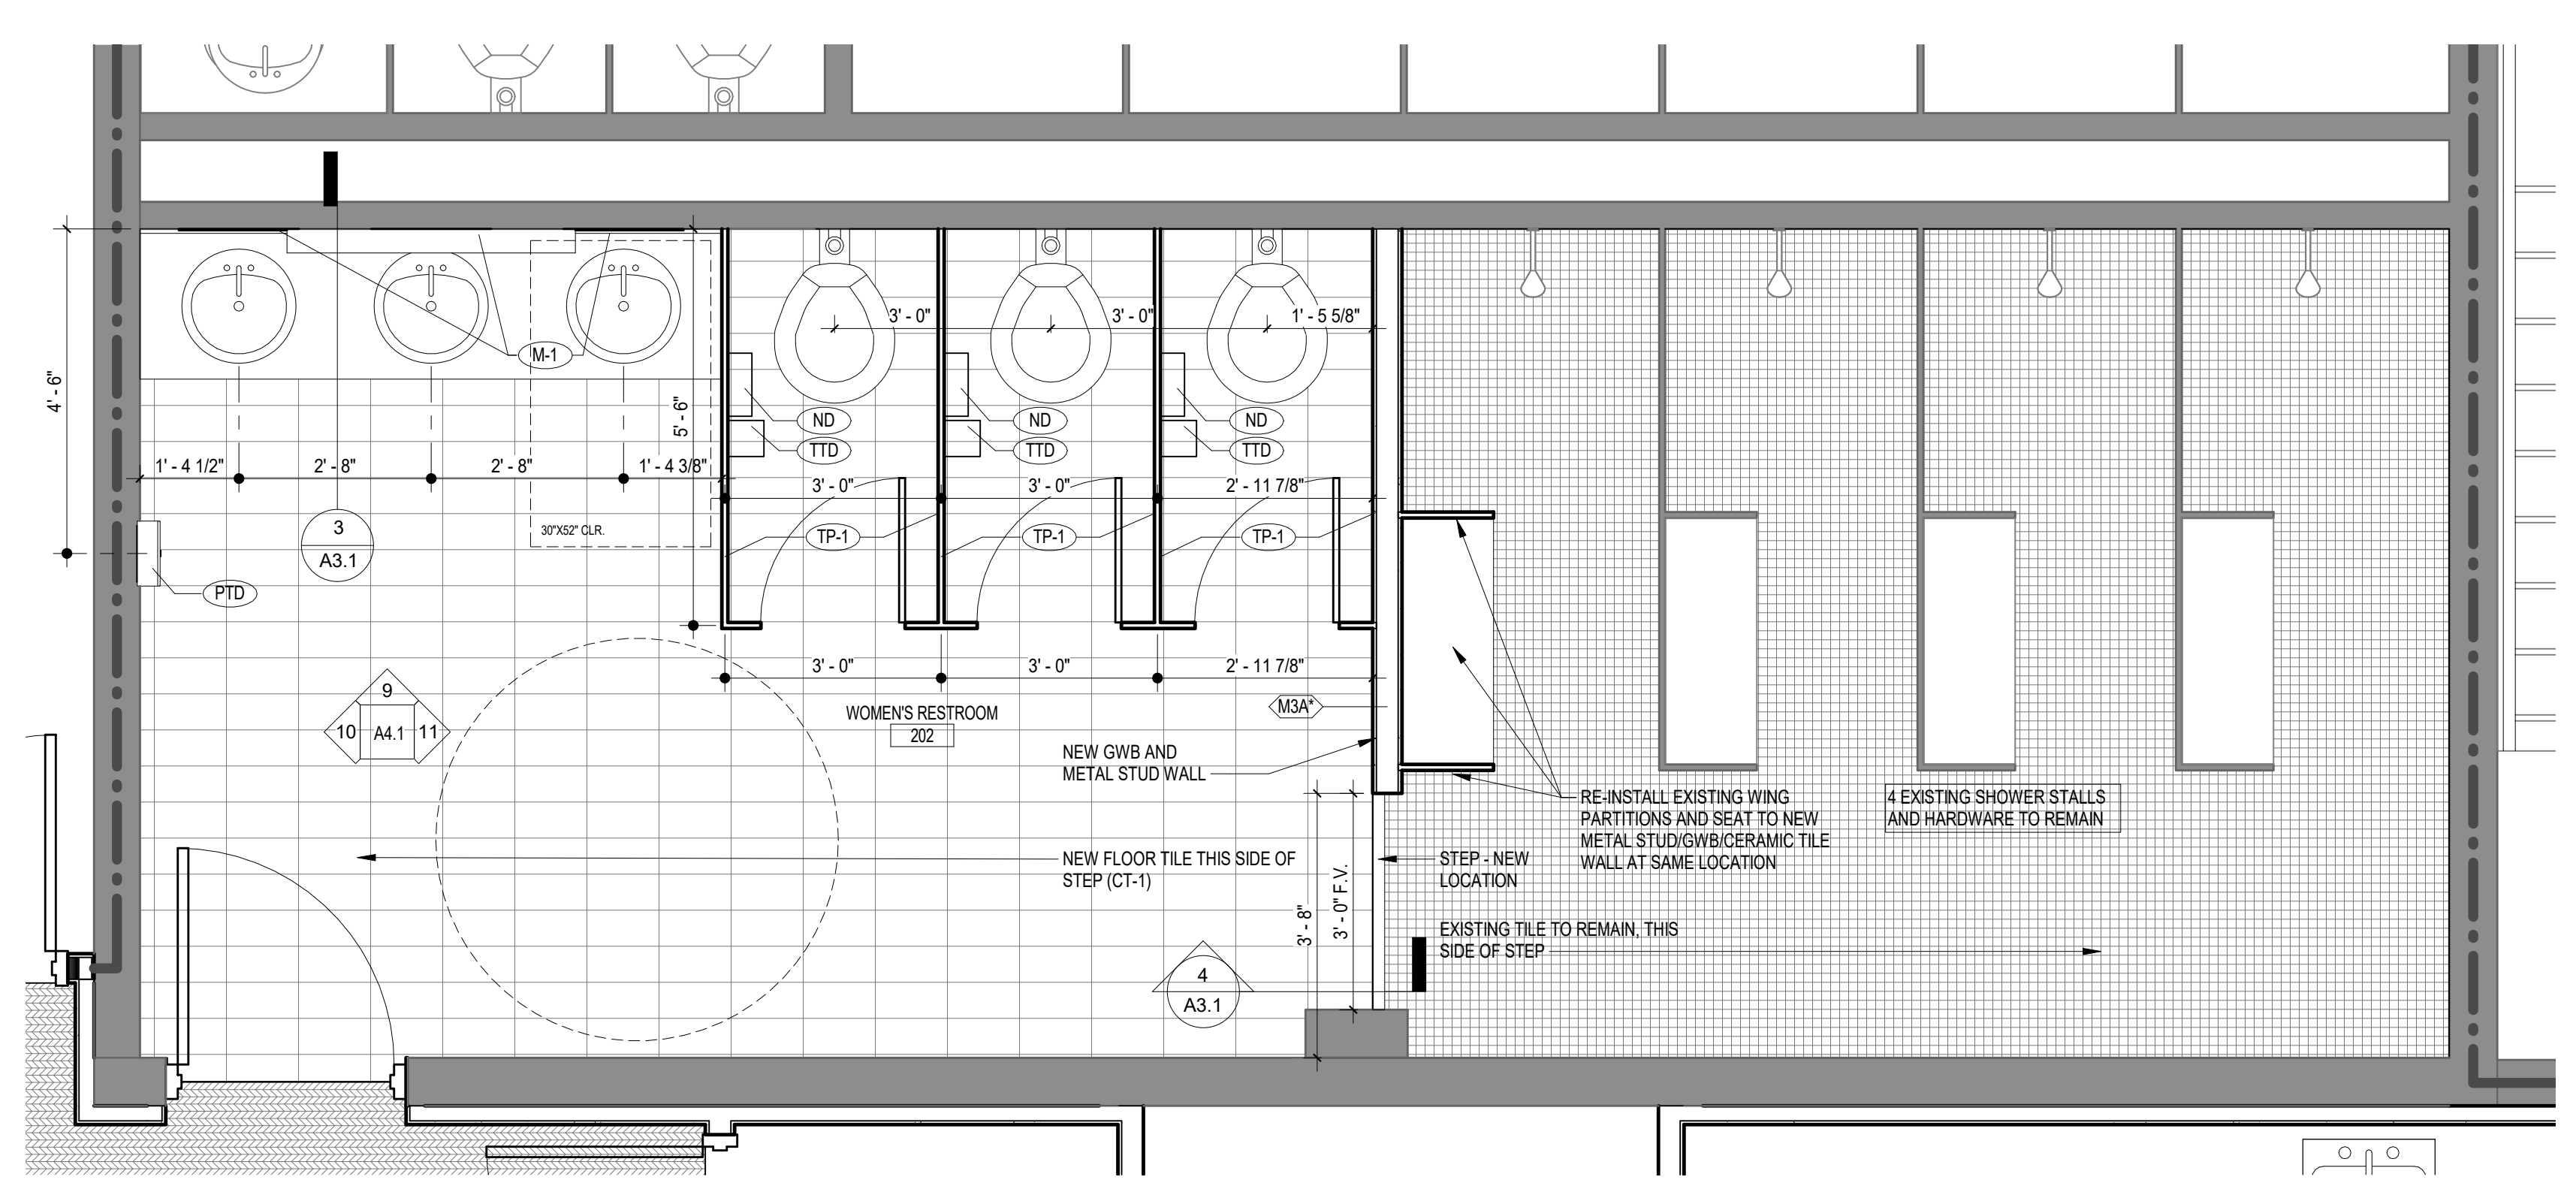 4' - 6"
M-1
3' - 0"
3' - 0"
1' - 5 5/8"
5' - 6"
ND
ND
ND
TTD
TTD
TTD
1' - 4 1/2"
2' - 8"
2' - 8"
1' - 4 3/8"
3' - 0"
3' - 0"
2' - 11 7/8"
30"X52" CLR.
3
A3.1
TP-1
TP-1
TP-1
PTD
3' - 0"
3' - 0"
2' - 11 7/8"
9
10
A4.1
11
WOMEN'S RESTROOM
202
M3A*
NEW GWB AND
METAL STUD WALL
RE-INSTALL EXISTING WING
PARTITIONS AND SEAT TO NEW
METAL STUD/GWB/CERAMIC TILE
WALL AT SAME LOCATION
4 EXISTING SHOWER STALLS
AND HARDWARE TO REMAIN
NEW FLOOR TILE THIS SIDE OF
STEP (CT-1)
STEP - NEW
LOCATION
3' - 8"
3' - 0" F.V.
EXISTING TILE TO REMAIN, THIS
SIDE OF STEP
4
A3.1